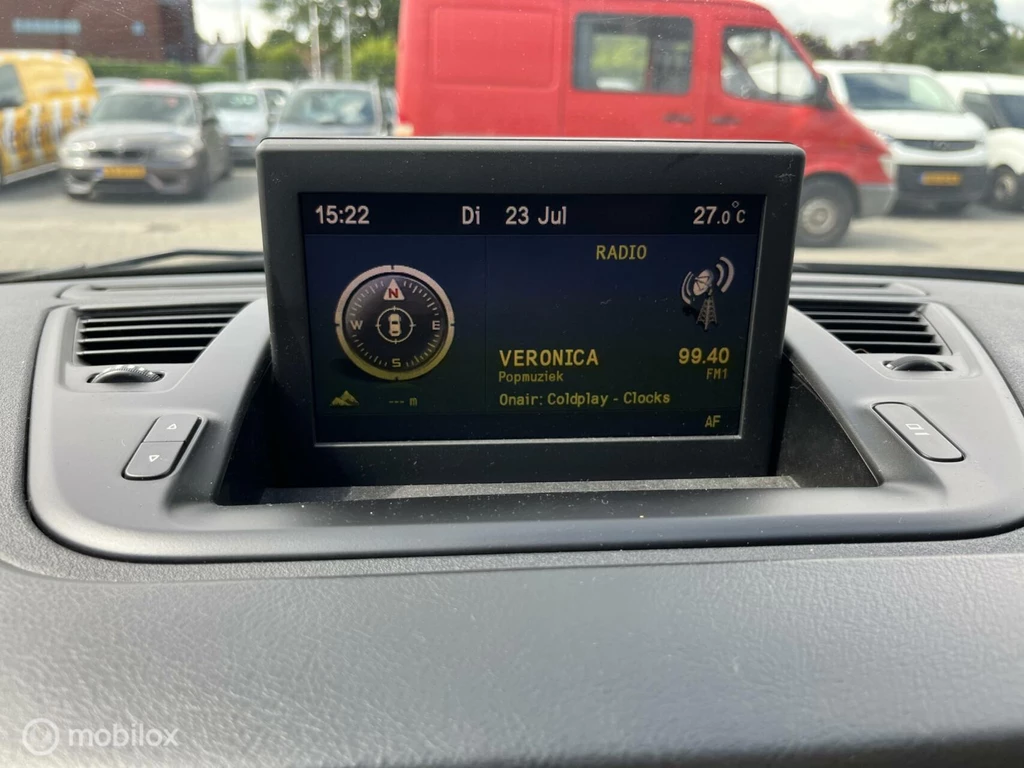 15:22 Di 23 Jul 27.0°C
RADIO
N
W E
S
VERONICA 99.40
Popmuziek FM1
--- m Onair: Coldplay - Clocks
AF
mobilox